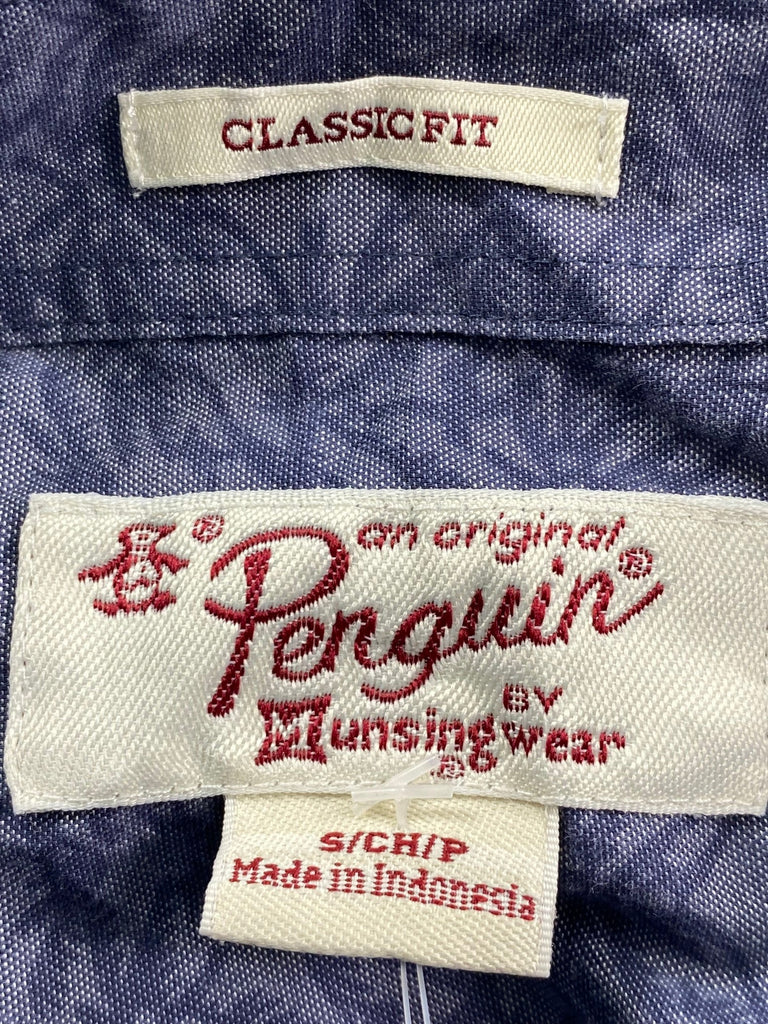 CLASSIC FIT
®
an original
Penguin®
BY
Munsingwear
®
S/CH/P
Made in Indonesia